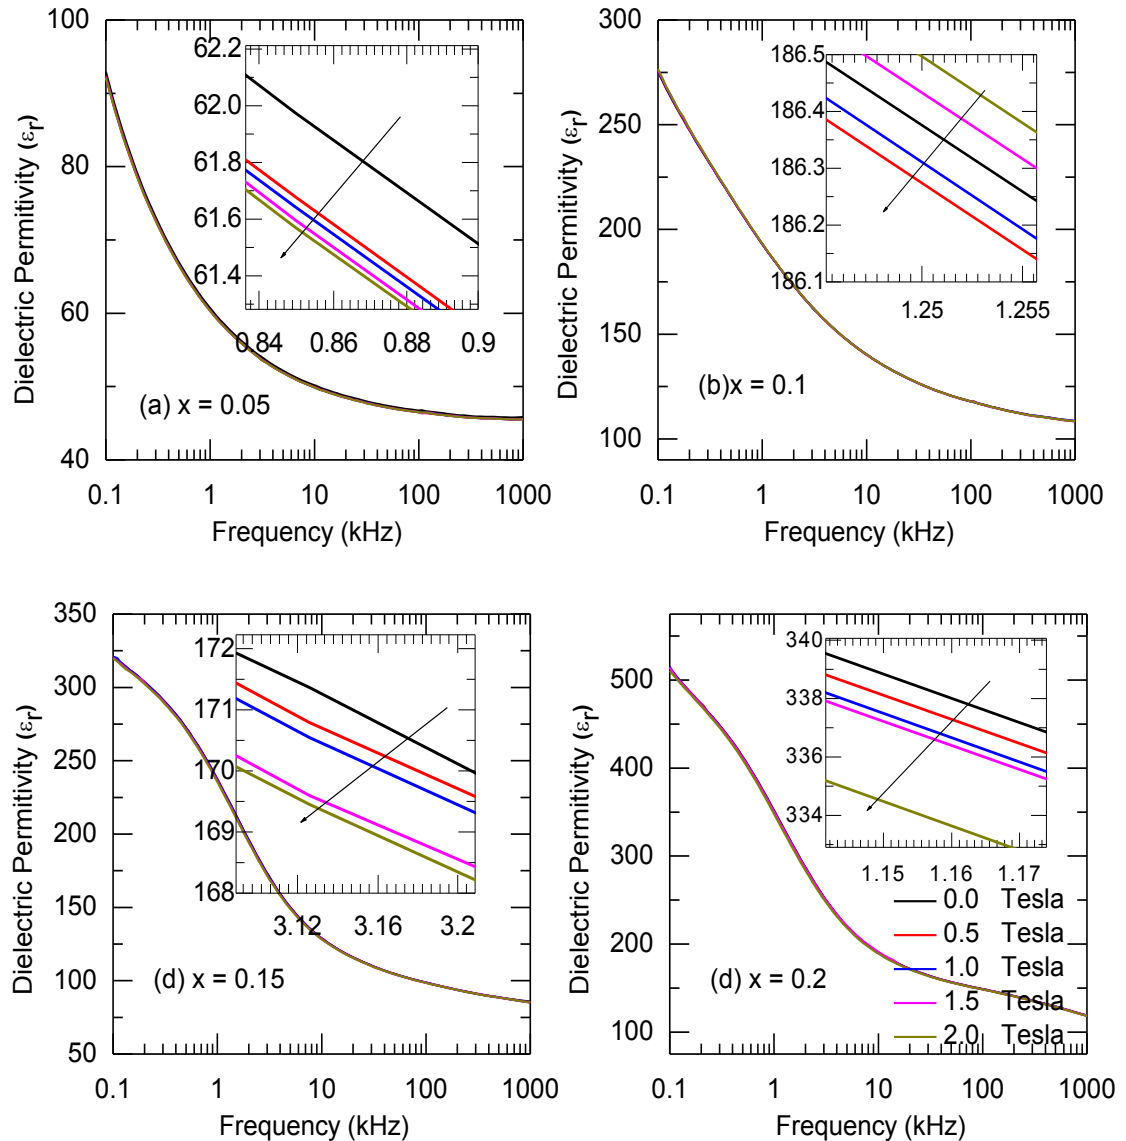 100
80
60
40
0.1 1 10 100 1000
Dielectric Permitivity (εr)
Frequency (kHz)
62.2
62.0
61.8
61.6
61.4
0.84 0.86 0.88 0.9
(a) x = 0.05
300
250
200
150
100
0.1 1 10 100 1000
Dielectric Permitivity (εr)
Frequency (kHz)
186.5
186.4
186.3
186.2
186.1
1.25 1.255
(b)x = 0.1
350
300
250
200
150
100
50
0.1 1 10 100 1000
Dielectric Permitivity (εr)
Frequency (kHz)
172
171
170
169
168
3.12 3.16 3.2
(d) x = 0.15
500
400
300
200
100
0.1 1 10 100 1000
Dielectric Permitivity (εr)
Frequency (kHz)
340
338
336
334
1.15 1.16 1.17
(d) x = 0.2
0.0 Tesla
0.5 Tesla
1.0 Tesla
1.5 Tesla
2.0 Tesla